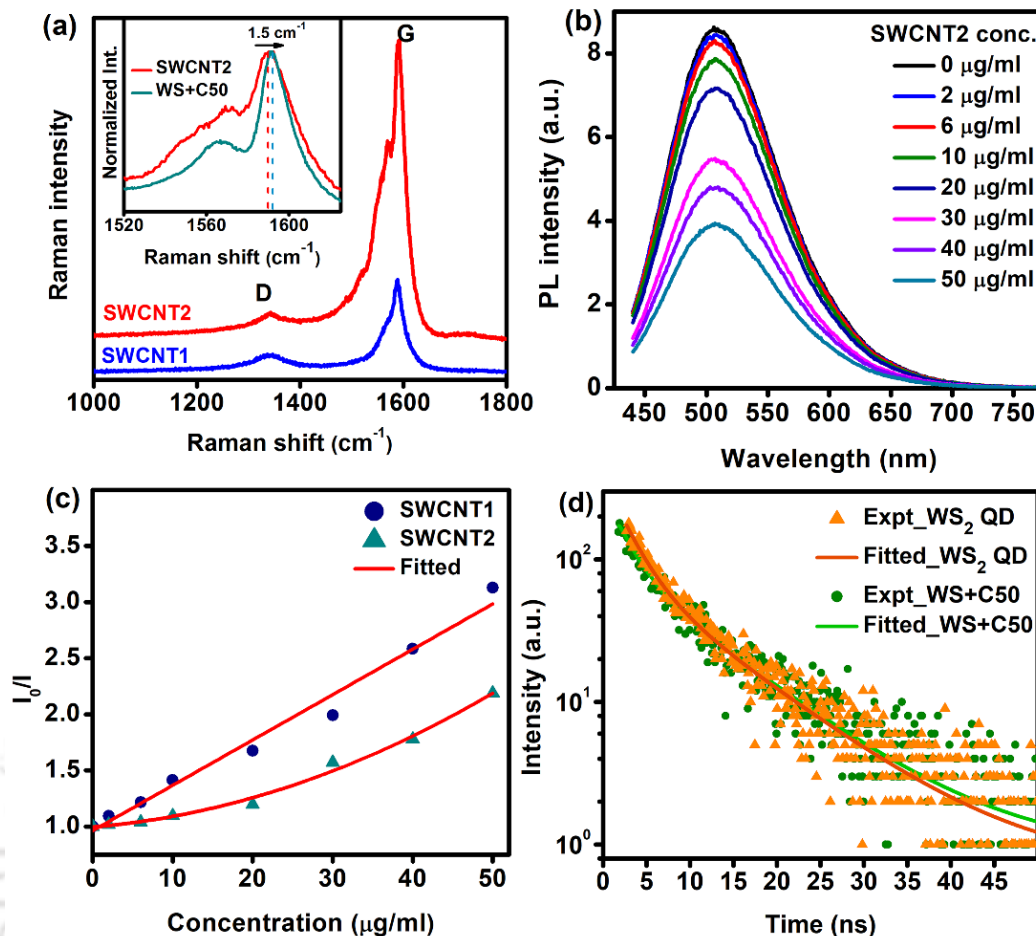 (a)
1.5 cm⁻¹
SWCNT2
WS+C50
Normalized Int.
1520 1560 1600
Raman shift (cm⁻¹)
G
D
SWCNT2
SWCNT1
Raman intensity
1000 1200 1400 1600 1800
Raman shift (cm⁻¹)
(b)
SWCNT2 conc.
0 μg/ml
2 μg/ml
6 μg/ml
10 μg/ml
20 μg/ml
30 μg/ml
40 μg/ml
50 μg/ml
PL intensity (a.u.)
8
6
4
2
0
450 500 550 600 650 700 750
Wavelength (nm)
(c)
SWCNT1
SWCNT2
Fitted
I₀/I
3.5
3.0
2.5
2.0
1.5
1.0
0 10 20 30 40 50
Concentration (μg/ml)
(d)
Expt_WS₂ QD
Fitted_WS₂ QD
Expt_WS+C50
Fitted_WS+C50
Intensity (a.u.)
10²
10¹
10⁰
0 5 10 15 20 25 30 35 40 45
Time (ns)